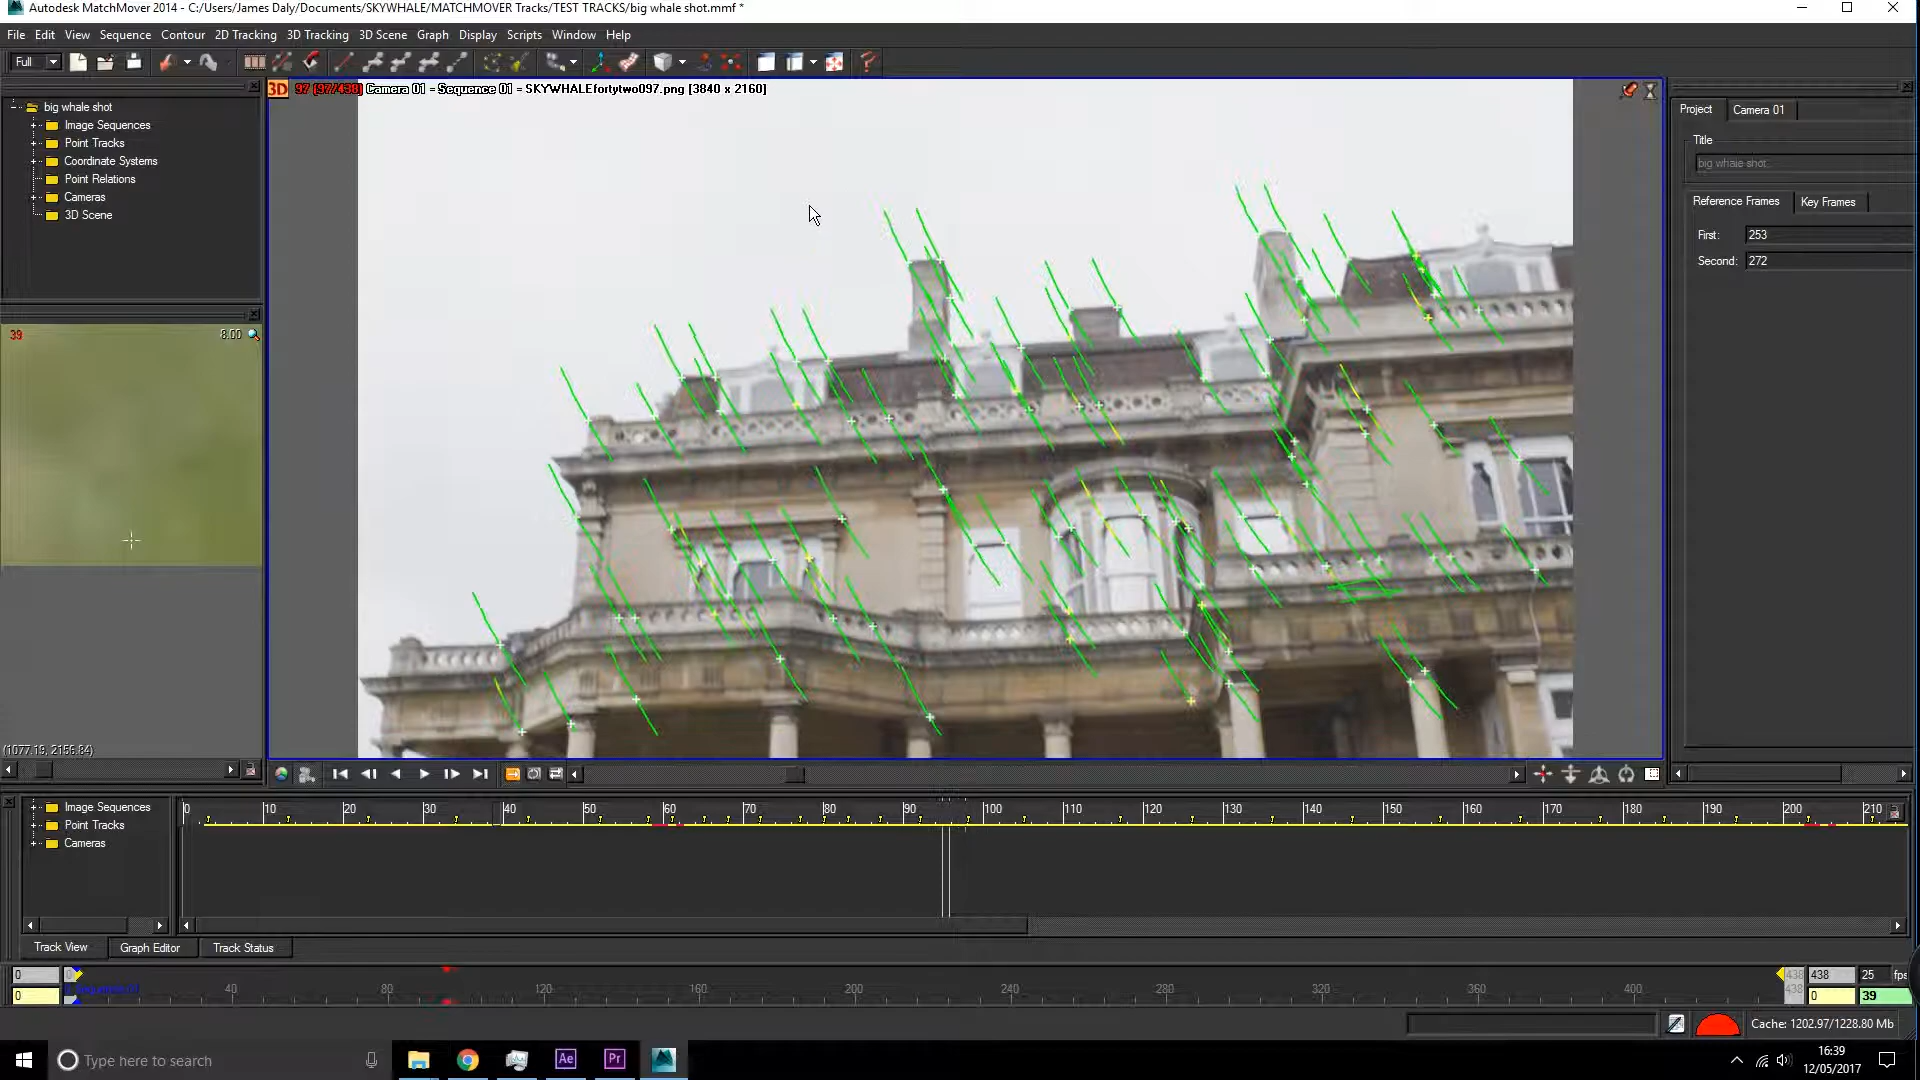 Autodesk MatchMover 2014 - C:/Users/James Daly/Documents/SKYWHALE/MATCHMOVER Tracks/TEST TRACKS/big whale shot.mmf *
File Edit View Sequence Contour 2D Tracking 3D Tracking 3D Scene Graph Display Scripts Window Help
Full
big whale shot
Image Sequences
Point Tracks
Coordinate Systems
Point Relations
Cameras
3D Scene
39 8.00
(1077.19, 2156.84)
3D 97 (97/438) Camera 01 - Sequence 01 - SKYWHALEfortytwo097.png [3840 x 2160]
Project Camera 01
Title
big whale shot
Reference Frames Key Frames
First: 253
Second: 272
Image Sequences
Point Tracks
Cameras
0 10 20 30 40 50 60 70 80 90 100 110 120 130 140 150 160 170 180 190 200 210
Track View Graph Editor Track Status
0 0 438 438 25 fps
0 40 80 120 160 200 240 280 320 360 400 438 0 39
Cache: 1202.97/1228.80 Mb
Type here to search
Ae Pr
16:39
12/05/2017